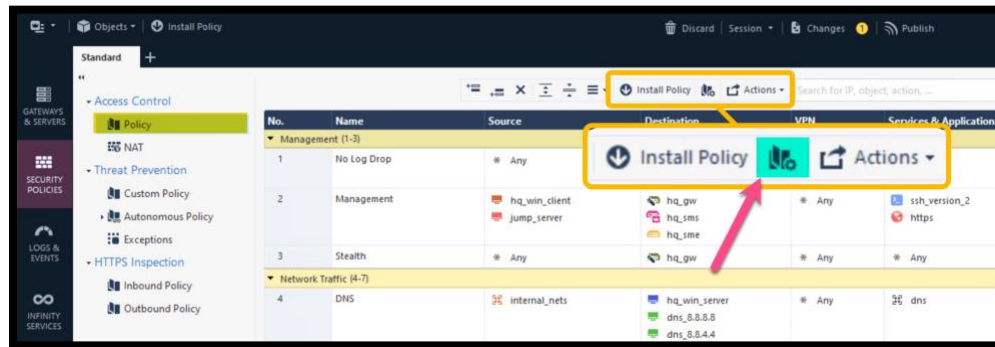 Objects Install Policy Discard Session Changes 1 Publish
Standard +
GATEWAYS
& SERVERS
SECURITY
POLICIES
LOGS &
EVENTS
INFINITY
SERVICES
Access Control
Policy
NAT
Threat Prevention
Custom Policy
Autonomous Policy
Exceptions
HTTPS Inspection
Inbound Policy
Outbound Policy
Install Policy Actions Search for IP, object, action, ...
No. Name Source Destination VPN Services & Application
Install Policy Actions
Management (1-3)
1 No Log Drop * Any
2 Management hq_win_client hq_gw * Any ssh_version_2
jump_server hq_sms https
hq_sme
3 Stealth * Any hq_gw * Any * Any
Network Traffic (4-7)
4 DNS internal_nets hq_win_server * Any dns
dns_8.8.8.8
dns_8.8.4.4